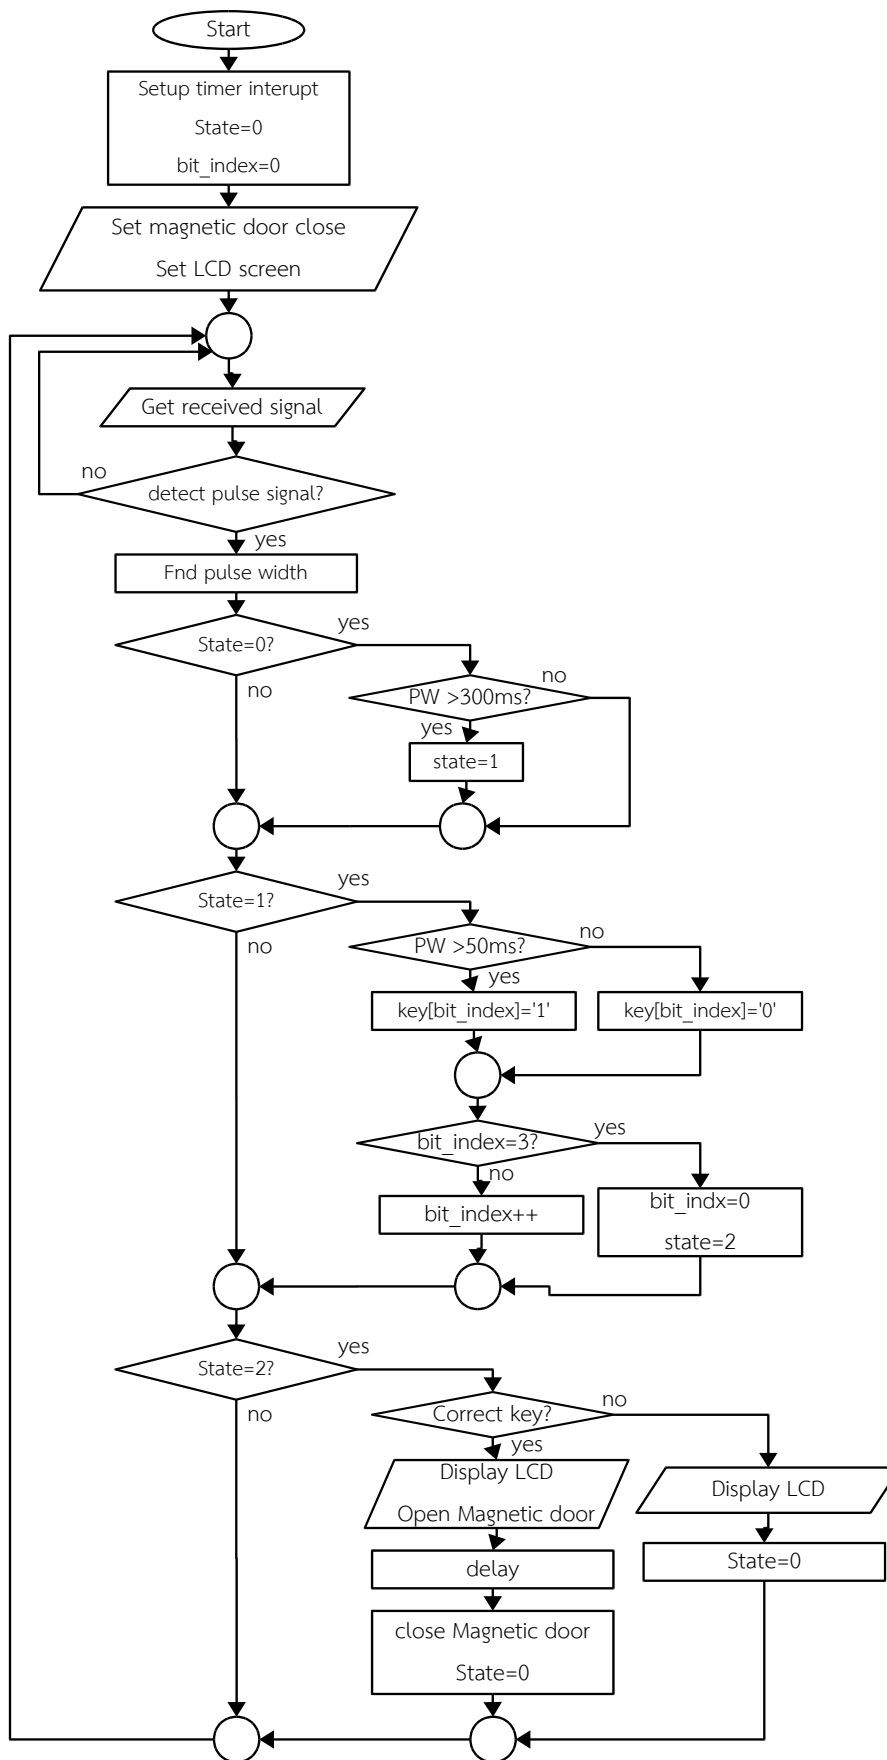 Start
Setup timer interupt
State=0
bit_index=0
Set magnetic door close
Set LCD screen
Get received signal
no
detect pulse signal?
yes
Fnd pulse width
yes
State=0?
no
no
PW >300ms?
yes
state=1
yes
State=1?
no
no
PW >50ms?
yes
key[bit_index]='1'
key[bit_index]='0'
yes
bit_index=3?
no
bit_index++
bit_indx=0
state=2
yes
State=2?
no
no
Correct key?
yes
Display LCD
Open Magnetic door
Display LCD
delay
State=0
close Magnetic door
State=0